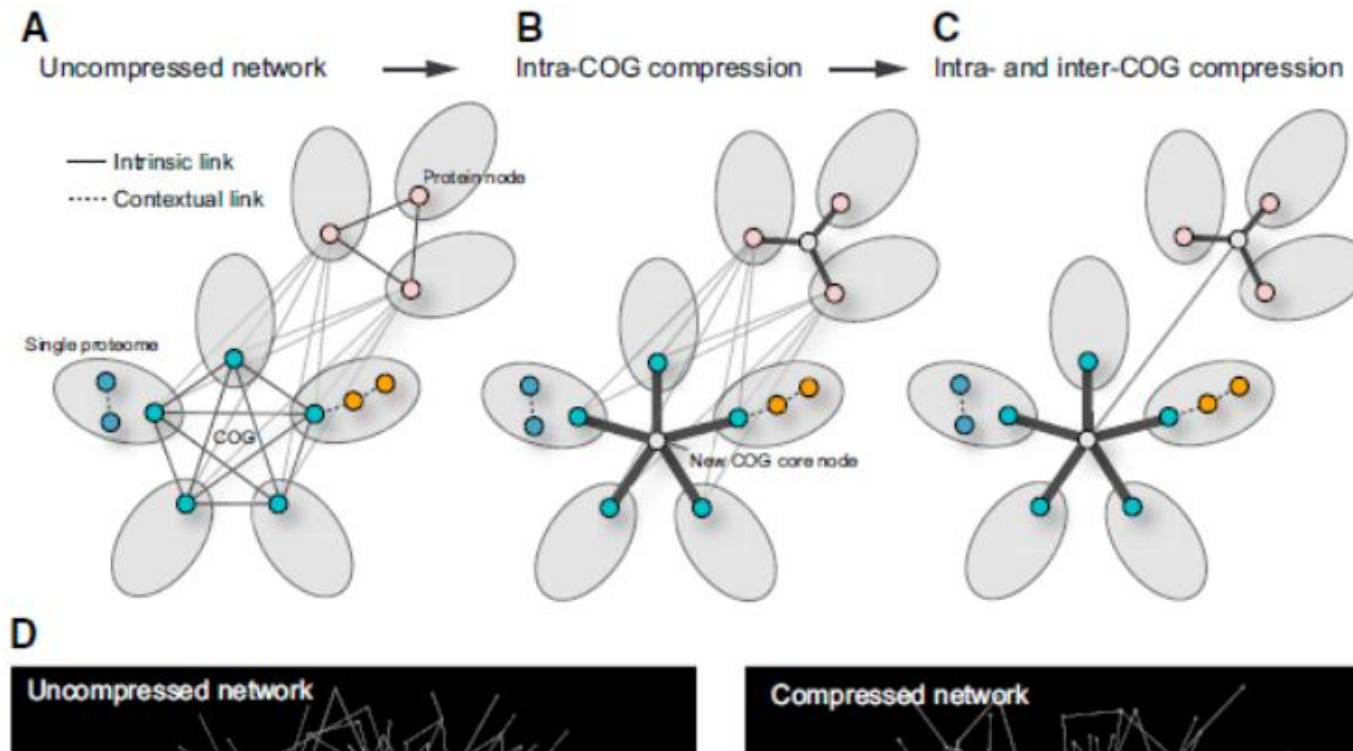 A
Uncompressed network
B
Intra-COG compression
C
Intra- and inter-COG compression
Intrinsic link
Contextual link
Protein node
Single proteome
COG
New COG core node
D
Uncompressed network
Compressed network